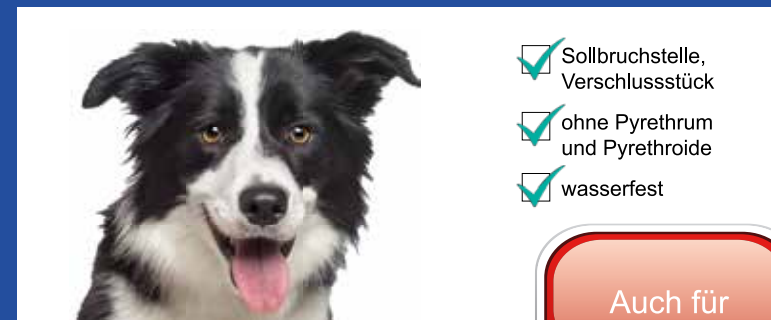 Sollbruchstelle,
Verschlussstück
ohne Pyrethrum
und Pyrethroide
wasserfest
Auch für